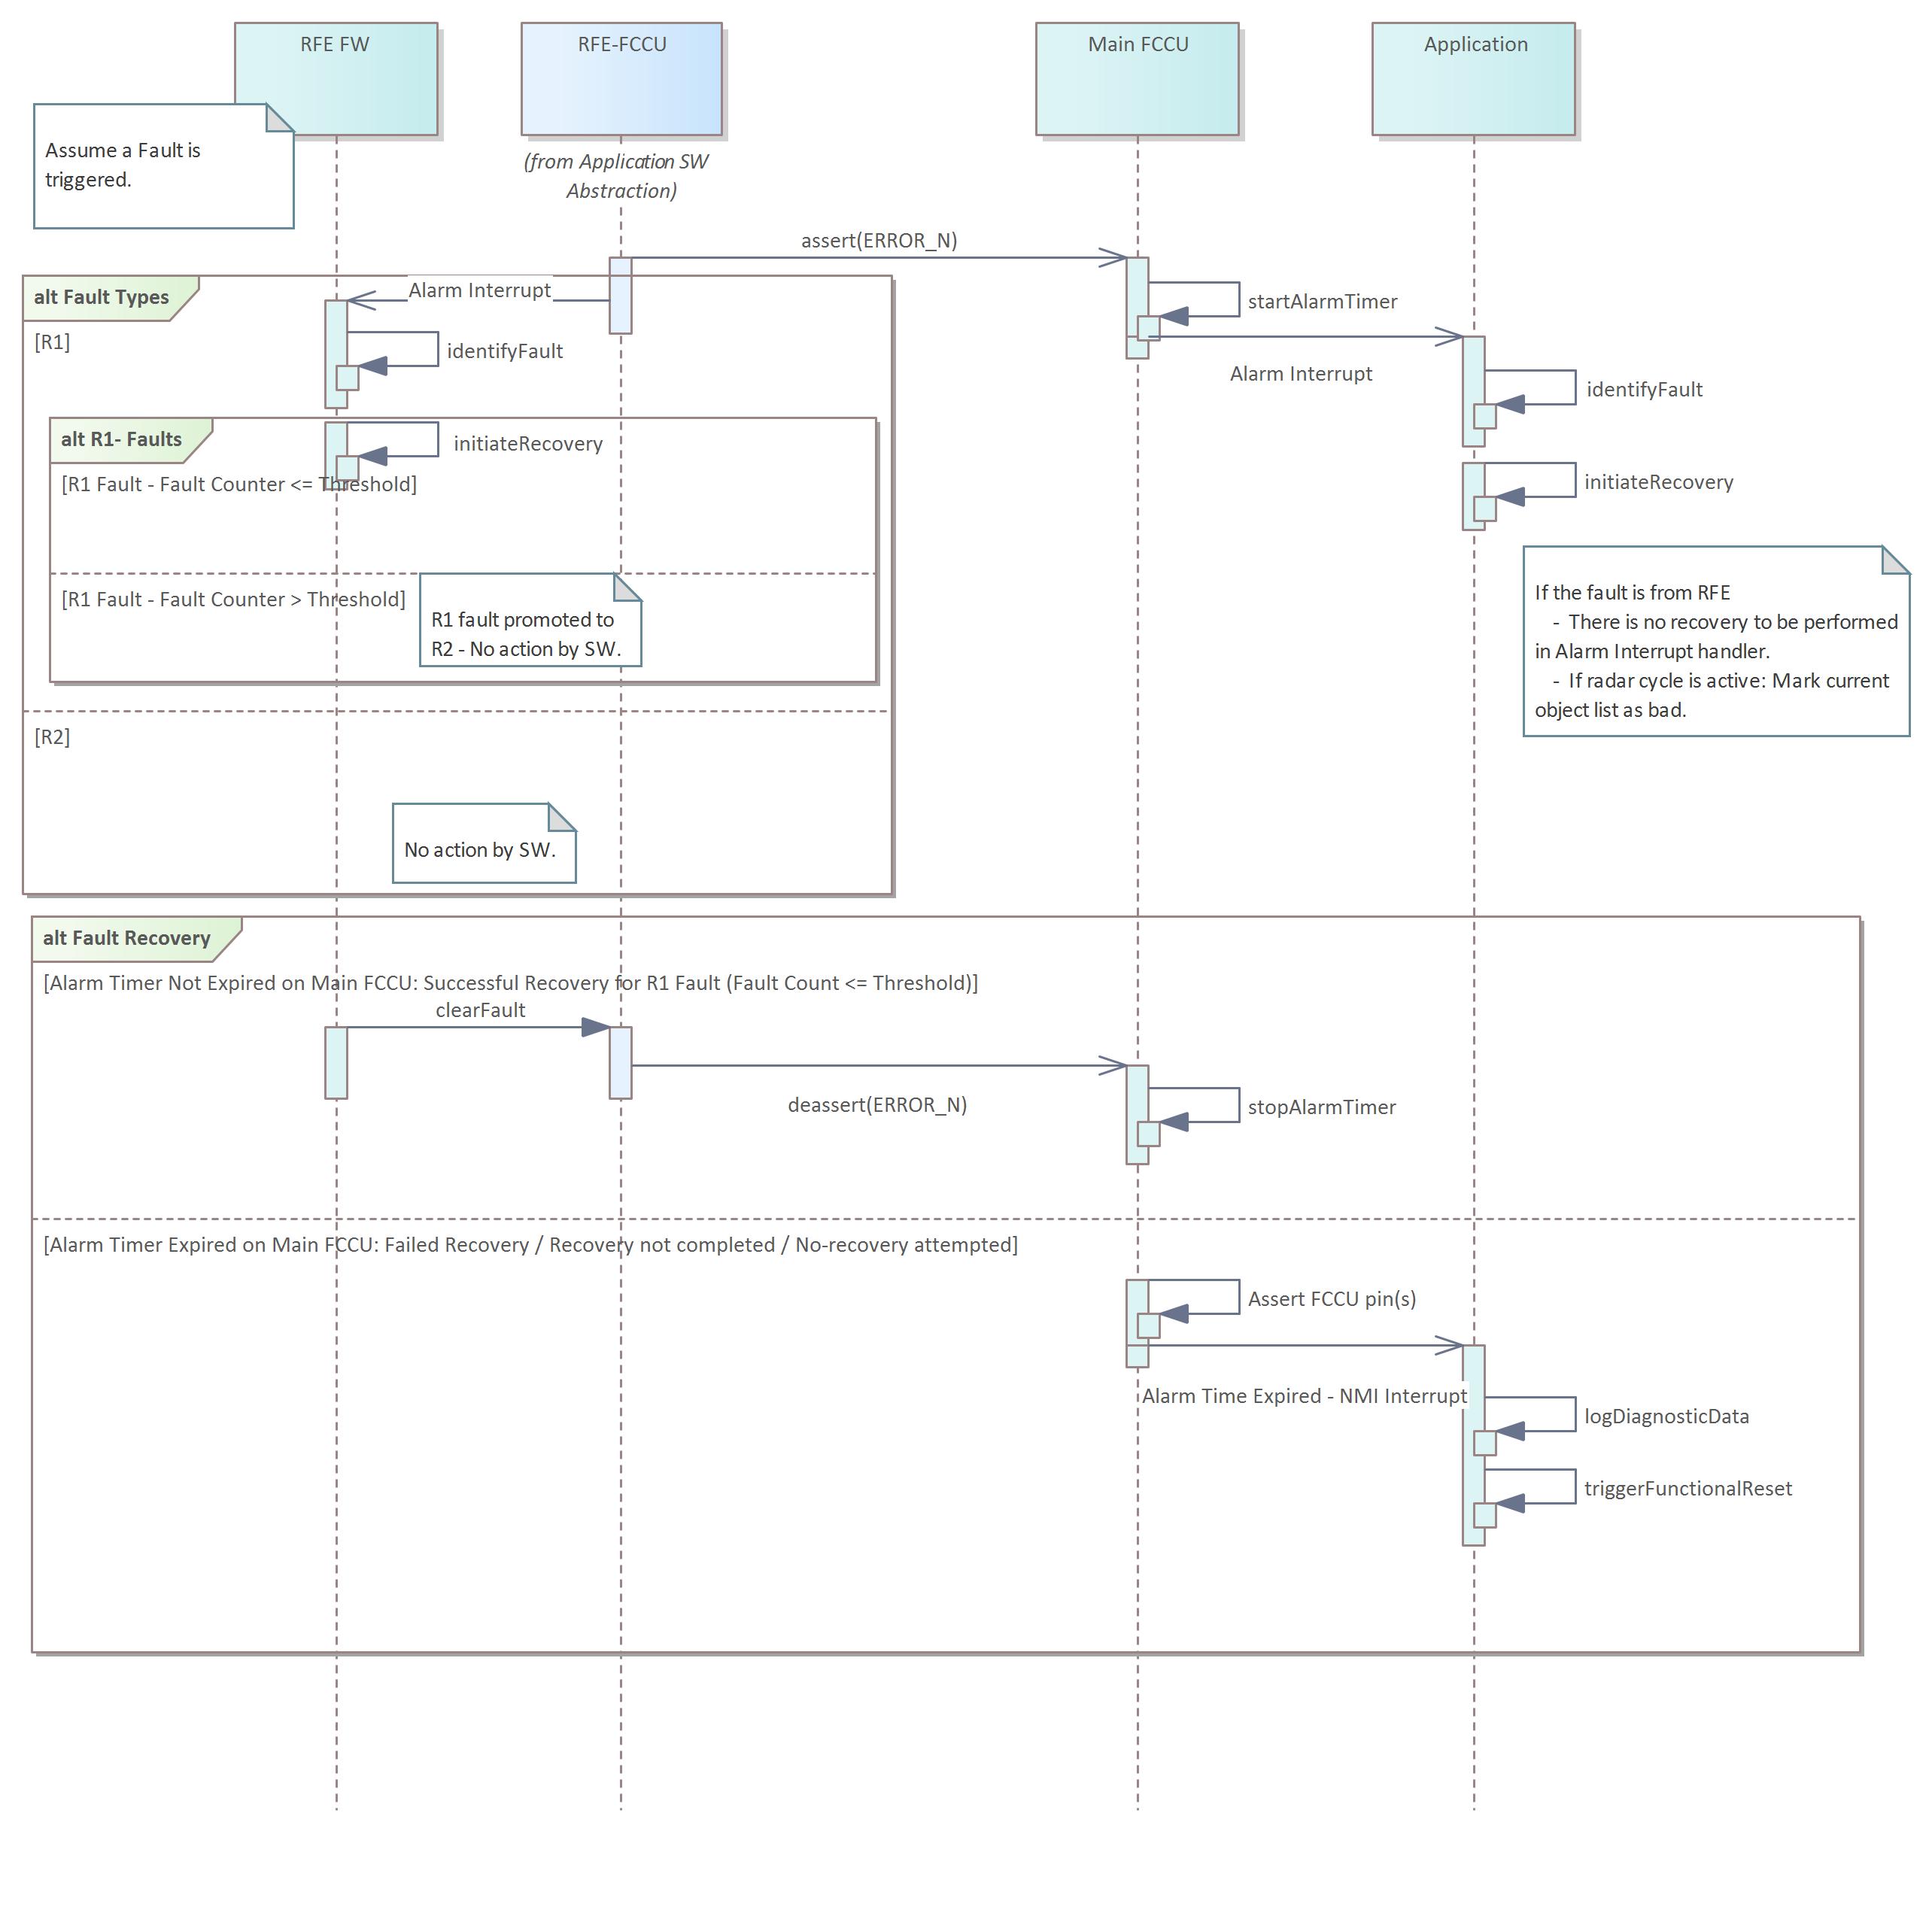 RFE FW
RFE-FCCU
Main FCCU
Application
Assume a Fault is
triggered.
(from Application SW
Abstraction)
assert(ERROR_N)
alt Fault Types
Alarm Interrupt
startAlarmTimer
[R1]
identifyFault
Alarm Interrupt
identifyFault
alt R1- Faults
initiateRecovery
[R1 Fault - Fault Counter <= Threshold]
initiateRecovery
[R1 Fault - Fault Counter > Threshold]
R1 fault promoted to
R2 - No action by SW.
If the fault is from RFE
- There is no recovery to be performed
in Alarm Interrupt handler.
- If radar cycle is active: Mark current
object list as bad.
[R2]
No action by SW.
alt Fault Recovery
[Alarm Timer Not Expired on Main FCCU: Successful Recovery for R1 Fault (Fault Count <= Threshold)]
clearFault
deassert(ERROR_N)
stopAlarmTimer
[Alarm Timer Expired on Main FCCU: Failed Recovery / Recovery not completed / No-recovery attempted]
Assert FCCU pin(s)
Alarm Time Expired - NMI Interrupt
logDiagnosticData
triggerFunctionalReset